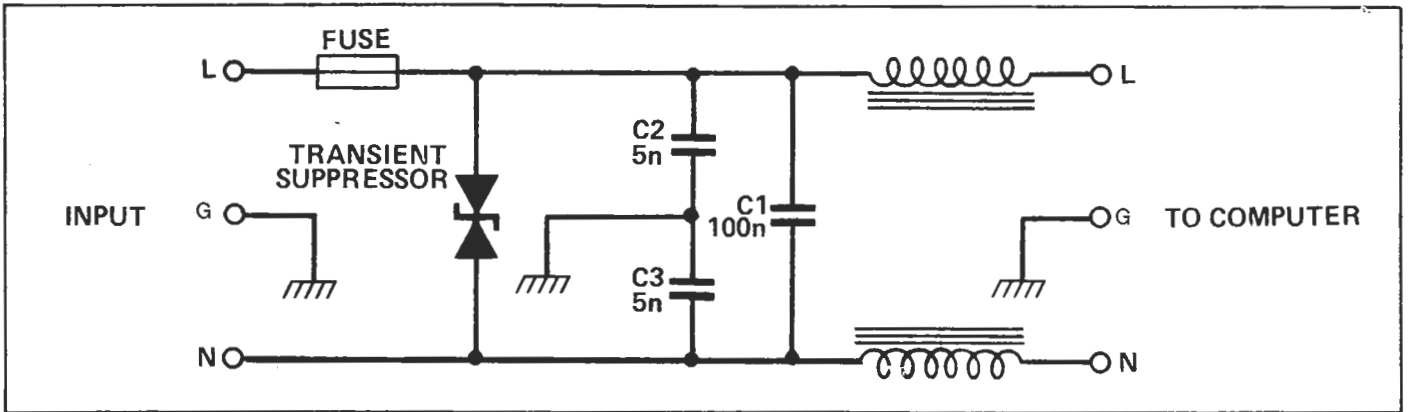 FUSE
L
L
C2
5n
TRANSIENT
SUPPRESSOR
C1
100n
INPUT
G
G
TO COMPUTER
C3
5n
N
N